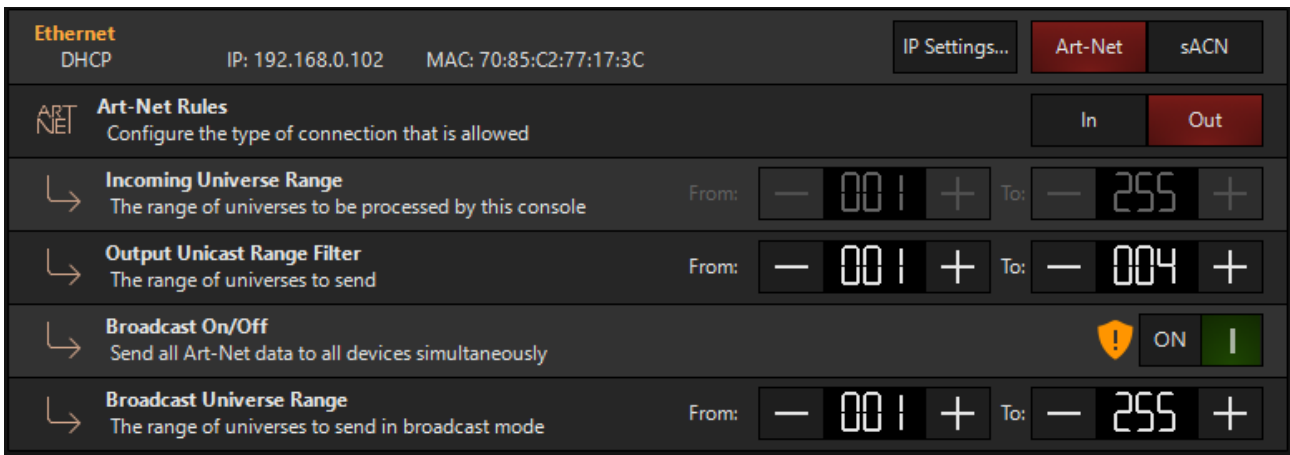 Ethernet
DHCP IP: 192.168.0.102 MAC: 70:85:C2:77:17:3C IP Settings... Art-Net sACN
ART NET Art-Net Rules
Configure the type of connection that is allowed In Out
Incoming Universe Range
The range of universes to be processed by this console From: 001 To: 255
Output Unicast Range Filter
The range of universes to send From: 001 To: 004
Broadcast On/Off
Send all Art-Net data to all devices simultaneously ! ON I
Broadcast Universe Range
The range of universes to send in broadcast mode From: 001 To: 255